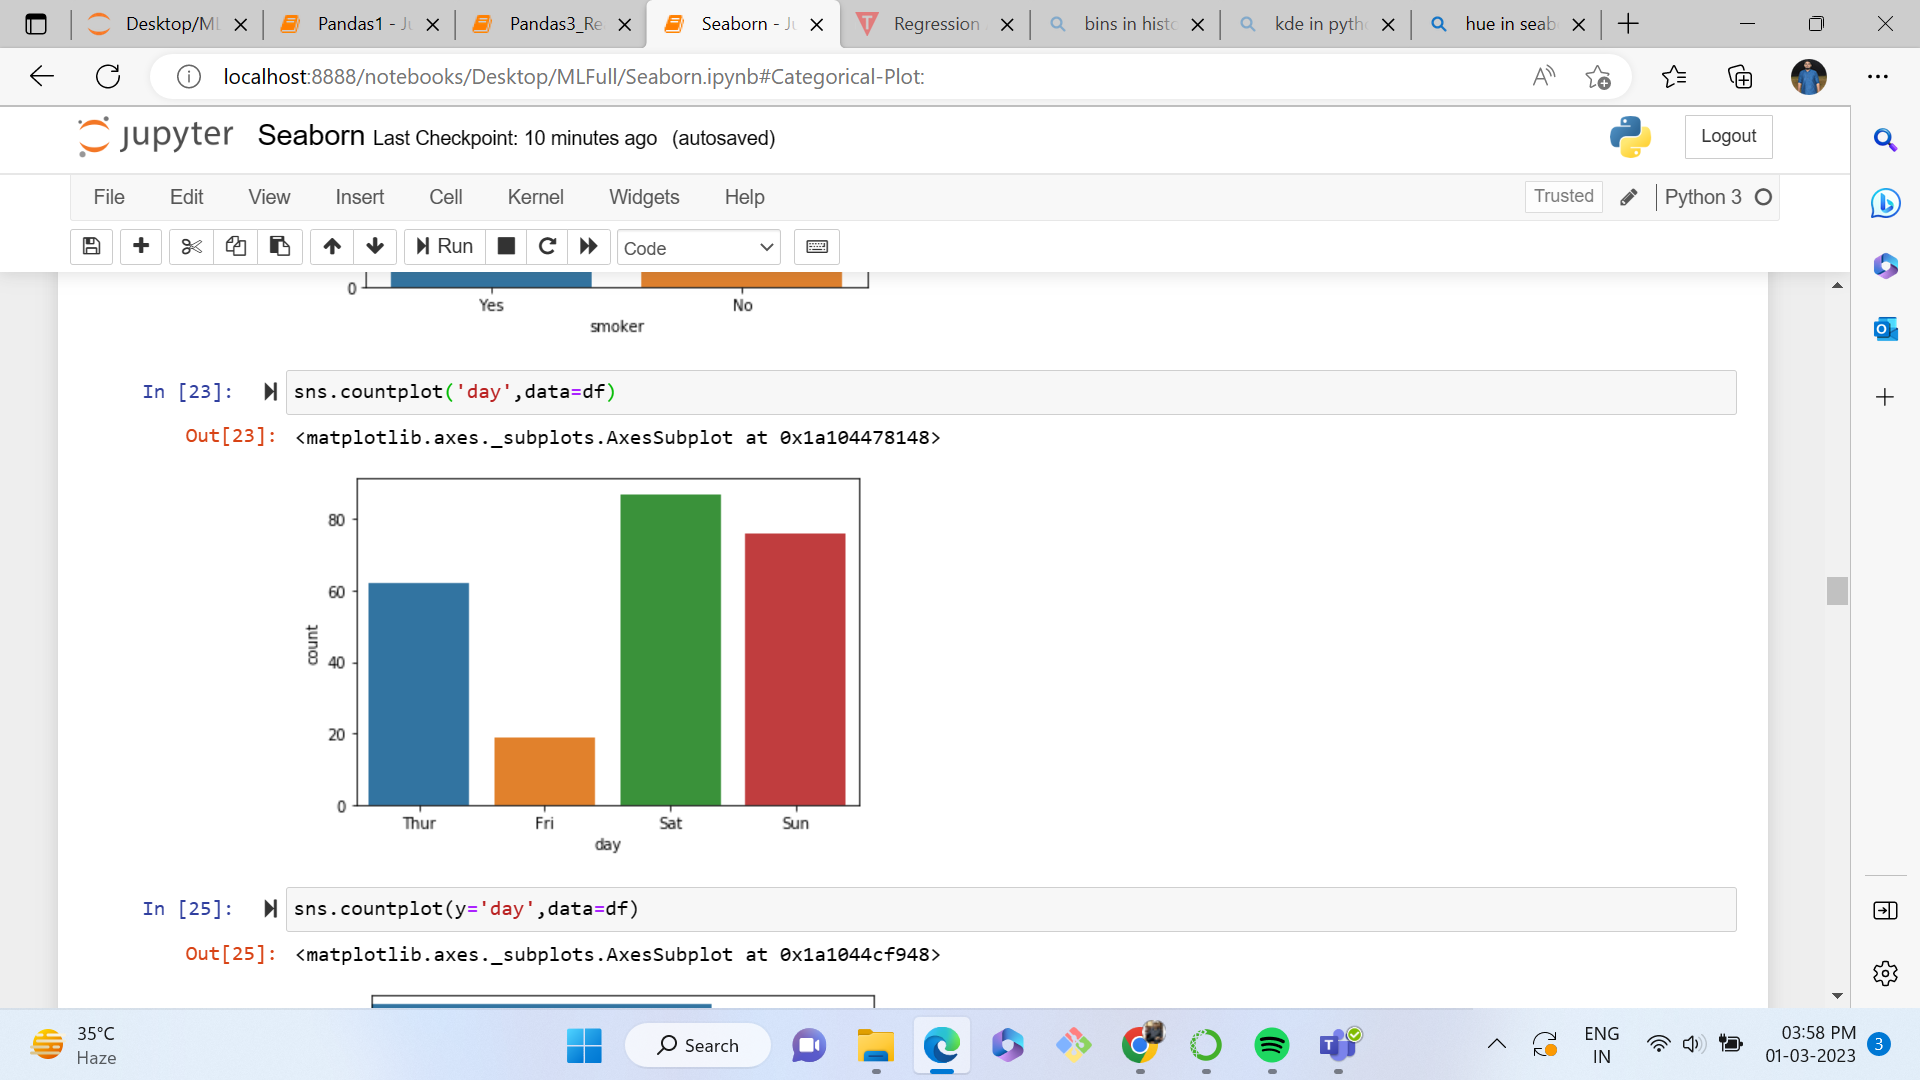 Desktop/ML
Pandas1 - Ju
Pandas3_Re
Seaborn - Ju
Regression
bins in histo
kde in pyth
hue in seab
localhost:8888/notebooks/Desktop/MLFull/Seaborn.ipynb#Categorical-Plot:
jupyter Seaborn Last Checkpoint: 10 minutes ago (autosaved)
Logout
File Edit View Insert Cell Kernel Widgets Help
Trusted
Python 3
Run
Code
0
Yes No
smoker
In [23]: sns.countplot('day',data=df)
Out[23]: <matplotlib.axes._subplots.AxesSubplot at 0x1a104478148>
80
60
40
20
0
count
Thur Fri Sat Sun
day
In [25]: sns.countplot(y='day',data=df)
Out[25]: <matplotlib.axes._subplots.AxesSubplot at 0x1a1044cf948>
35°C
Haze
Search
ENG
IN
03:58 PM
01-03-2023
3